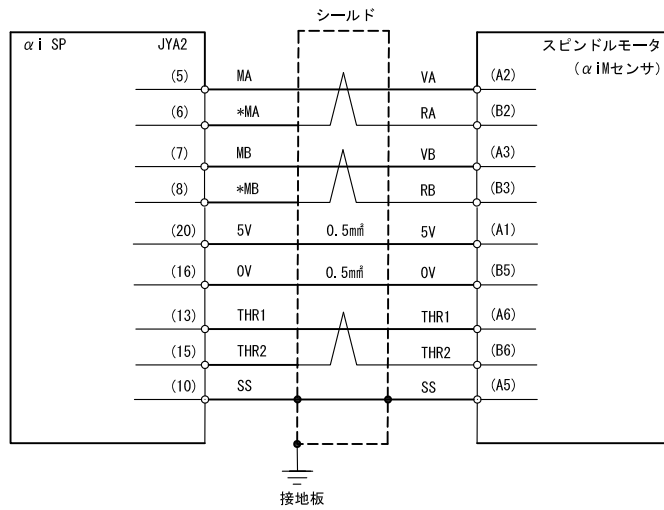 シールド
αi SP JYA2 スピンドルモータ
(αiMセンサ)
(5) MA VA (A2)
(6) *MA RA (B2)
(7) MB VB (A3)
(8) *MB RB (B3)
(20) 5V 0.5㎟ 5V (A1)
(16) 0V 0.5㎟ 0V (B5)
(13) THR1 THR1 (A6)
(15) THR2 THR2 (B6)
(10) SS SS (A5)
接地板